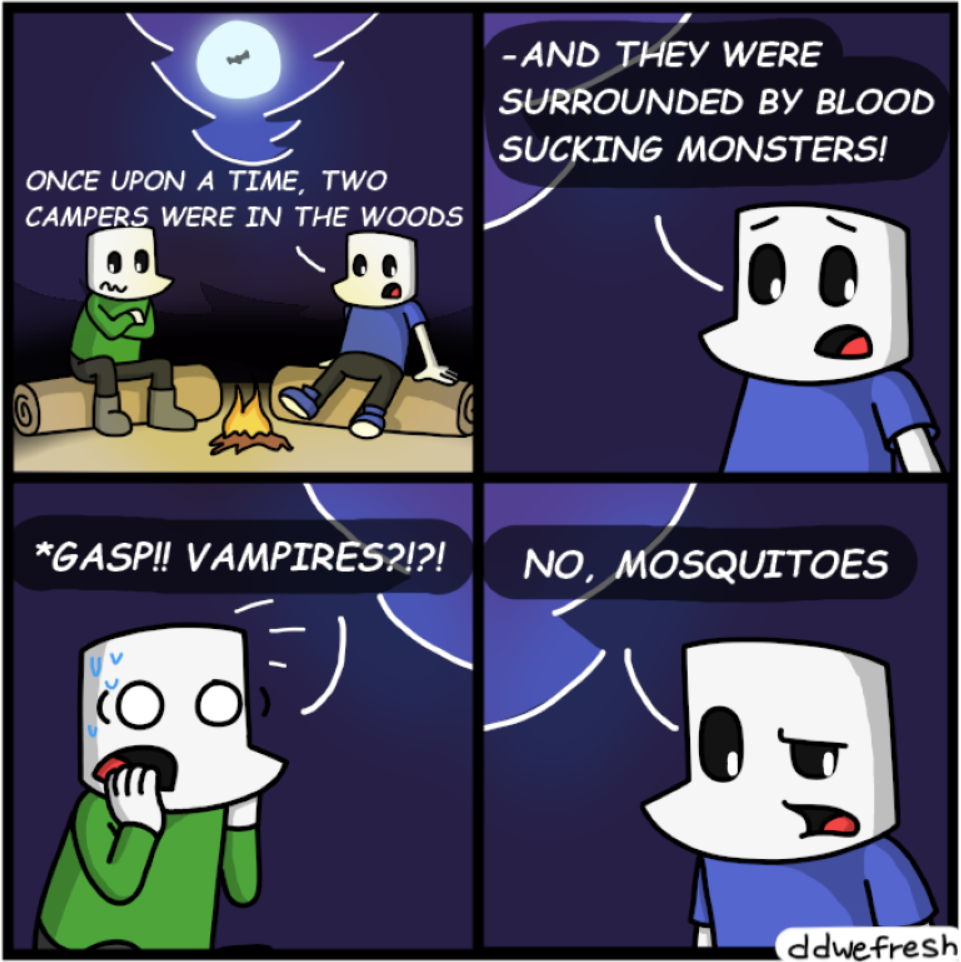 ONCE UPON A TIME, TWO
CAMPERS WERE IN THE WOODS
-AND THEY WERE
SURROUNDED BY BLOOD
SUCKING MONSTERS!
*GASP!! VAMPIRES?!?!
NO, MOSQUITOES
ddwefresh